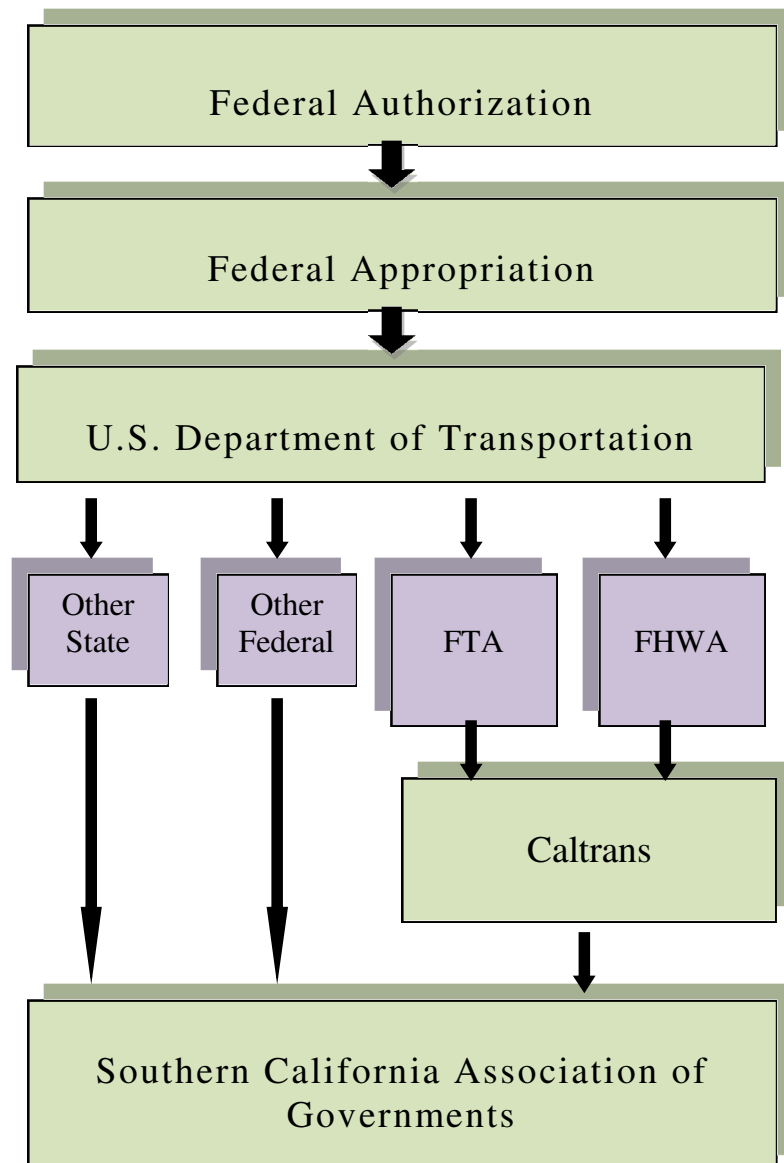 Federal Authorization
Federal Appropriation
U.S. Department of Transportation
Other
State
Other
Federal
FTA
FHWA
Caltrans
Southern California Association of
Governments